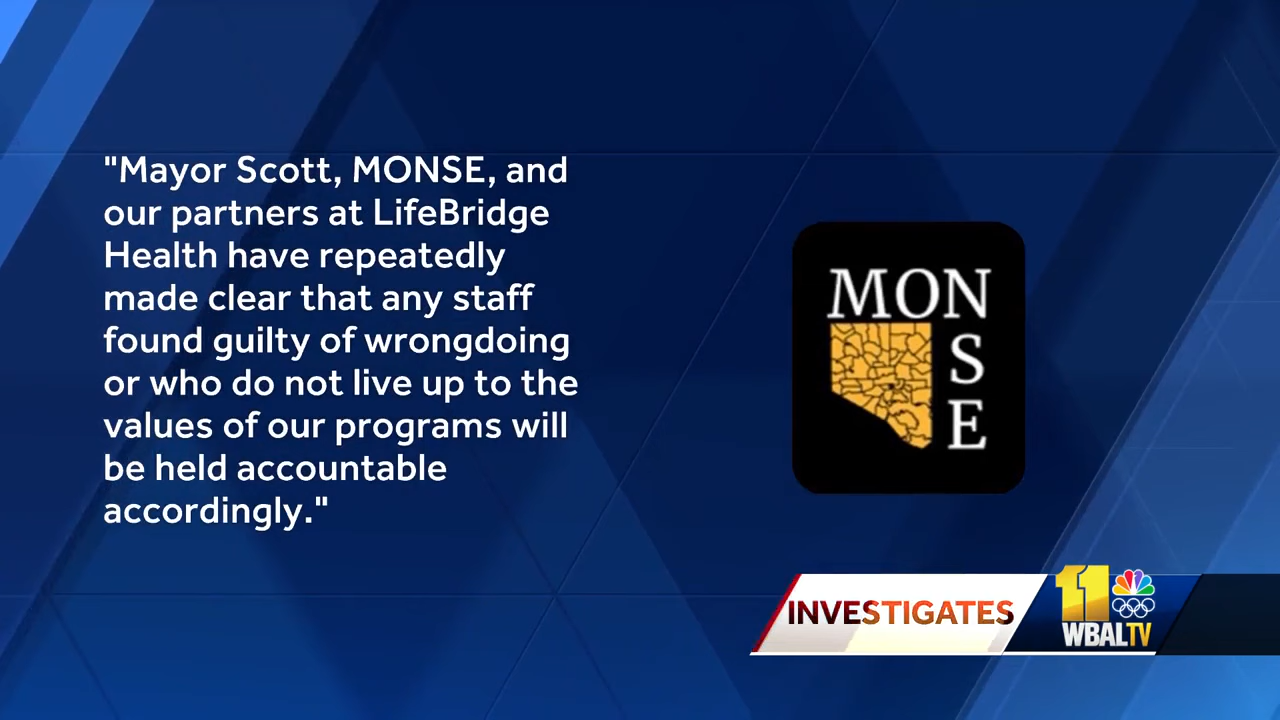 "Mayor Scott, MONSE, and
our partners at LifeBridge
Health have repeatedly
made clear that any staff
found guilty of wrongdoing
or who do not live up to the
values of our programs will
be held accountable
accordingly."
MON
S
E
INVESTIGATES
11
WBALTV